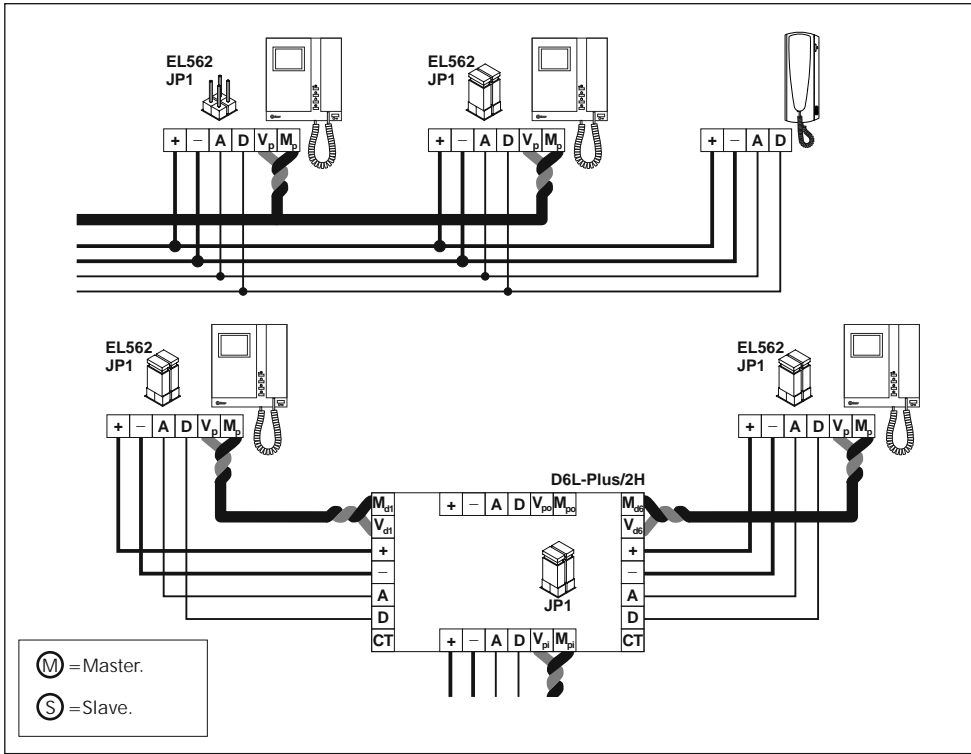 EL562
JP1
EL562
JP1
+ − A D Vp Mp
+ − A D Vp Mp
+ − A D
EL562
JP1
EL562
JP1
+ − A D Vp Mp
+ − A D Vp Mp
D6L-Plus/2H
Md1
Vd1
+
−
A
D
CT
+ − A D Vpo Mpo
JP1
+ − A D Vpi Mpi
Md6
Vd6
+
−
A
D
CT
M =Master.
S =Slave.